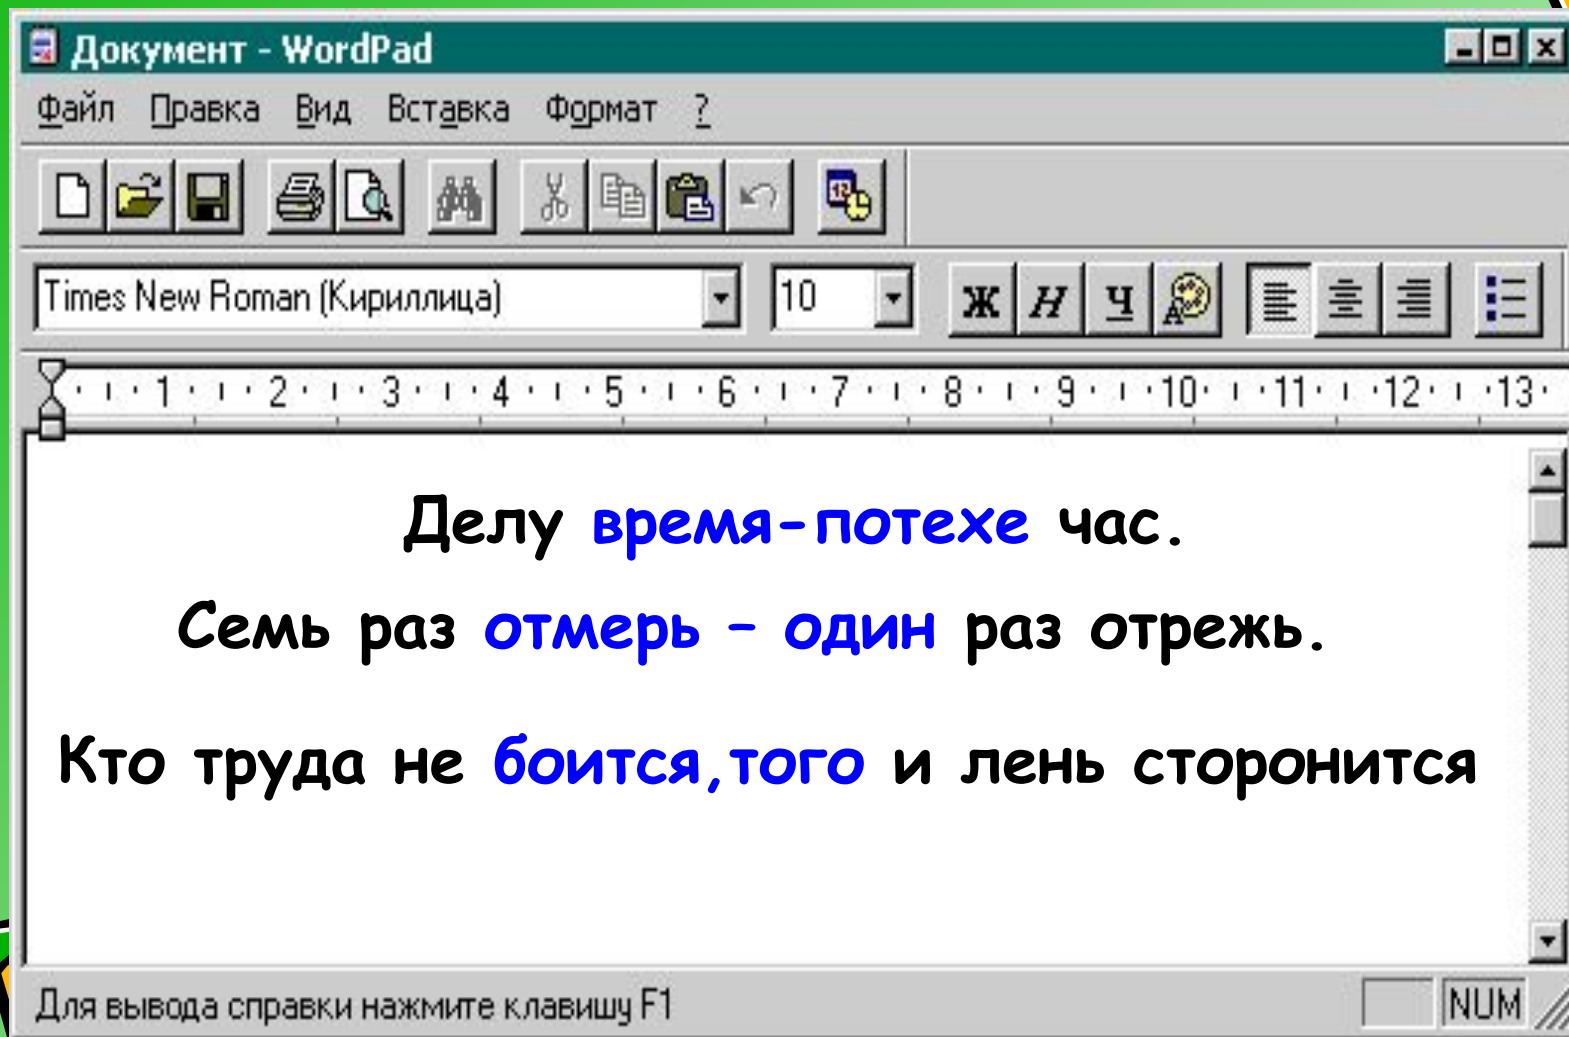 Документ - WordPad
Файл Правка Вид Вставка Формат ?
12
Times New Roman (Кириллица) 10 Ж Н Ч А
1 2 3 4 5 6 7 8 9 10 11 12 13
Делу время-потехе час.
Семь раз отмерь – один раз отрежь.
Кто труда не боится,того и лень сторонится
Для вывода справки нажмите клавишу F1 NUM